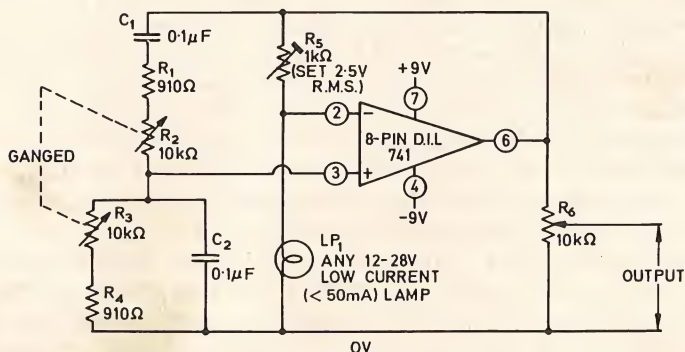 C1
0·1µF
R1
910Ω
R2
10kΩ
GANGED
R3
10kΩ
R4
910Ω
C2
0·1µF
R5
1kΩ
(SET 2·5V
R.M.S.)
+9V
7
2
−
8-PIN D.I.L
741
6
3
+
4
-9V
LP1
ANY 12-28V
LOW CURRENT
(< 50mA) LAMP
R6
10kΩ
OUTPUT
0V